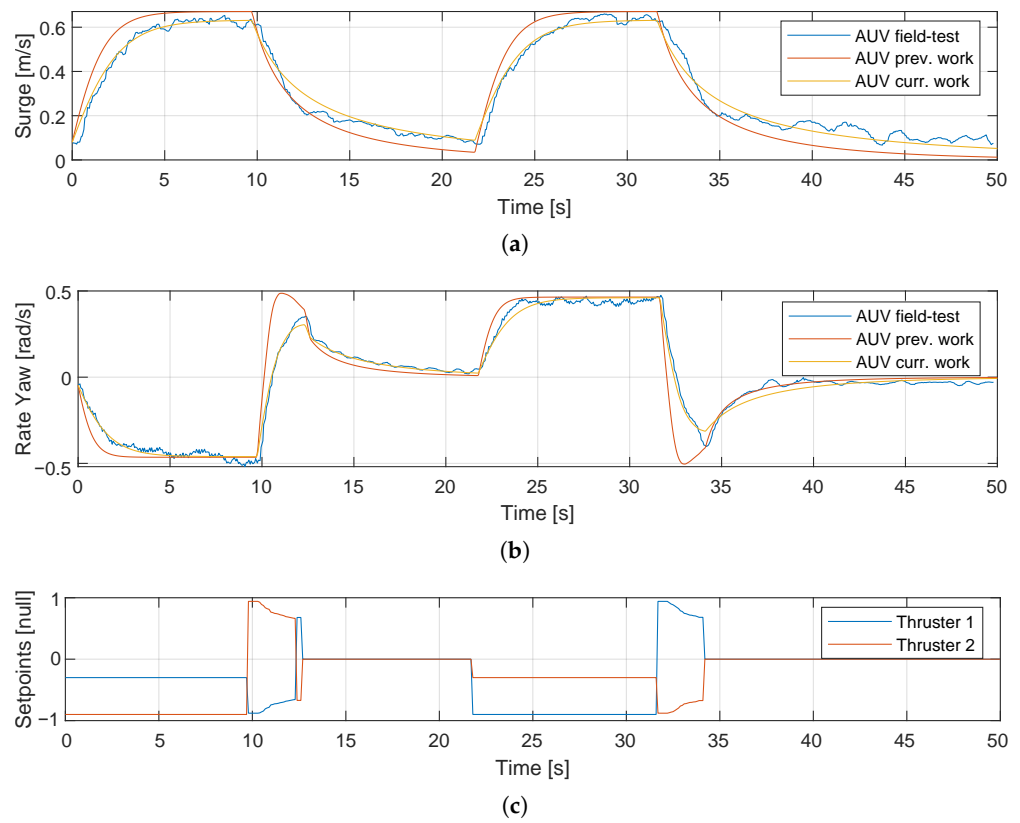 0.6
0.4
0.2
0
Surge [m/s]
AUV field-test
AUV prev. work
AUV curr. work
0 5 10 15 20 25 30 35 40 45 50
Time [s]
(a)
0.5
0
−0.5
Rate Yaw [rad/s]
AUV field-test
AUV prev. work
AUV curr. work
0 5 10 15 20 25 30 35 40 45 50
Time [s]
(b)
1
0
−1
Setpoints [null]
Thruster 1
Thruster 2
0 5 10 15 20 25 30 35 40 45 50
Time [s]
(c)